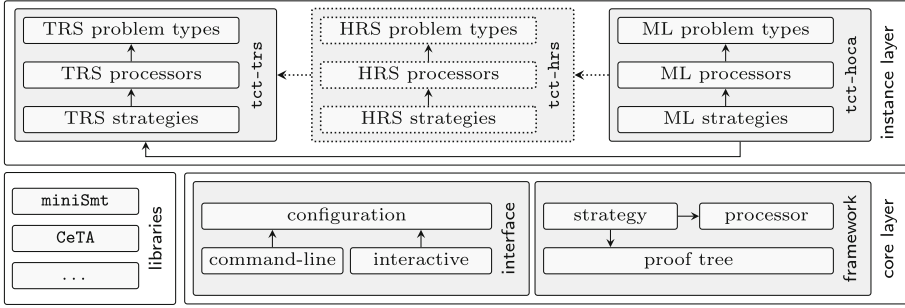 TRS problem types
TRS processors
TRS strategies
tct-trs
HRS problem types
HRS processors
HRS strategies
tct-hrs
ML problem types
ML processors
ML strategies
tct-hoca
instance layer
miniSmt
CeTA
...
libraries
configuration
command-line
interactive
interface
strategy
processor
proof tree
framework
core layer